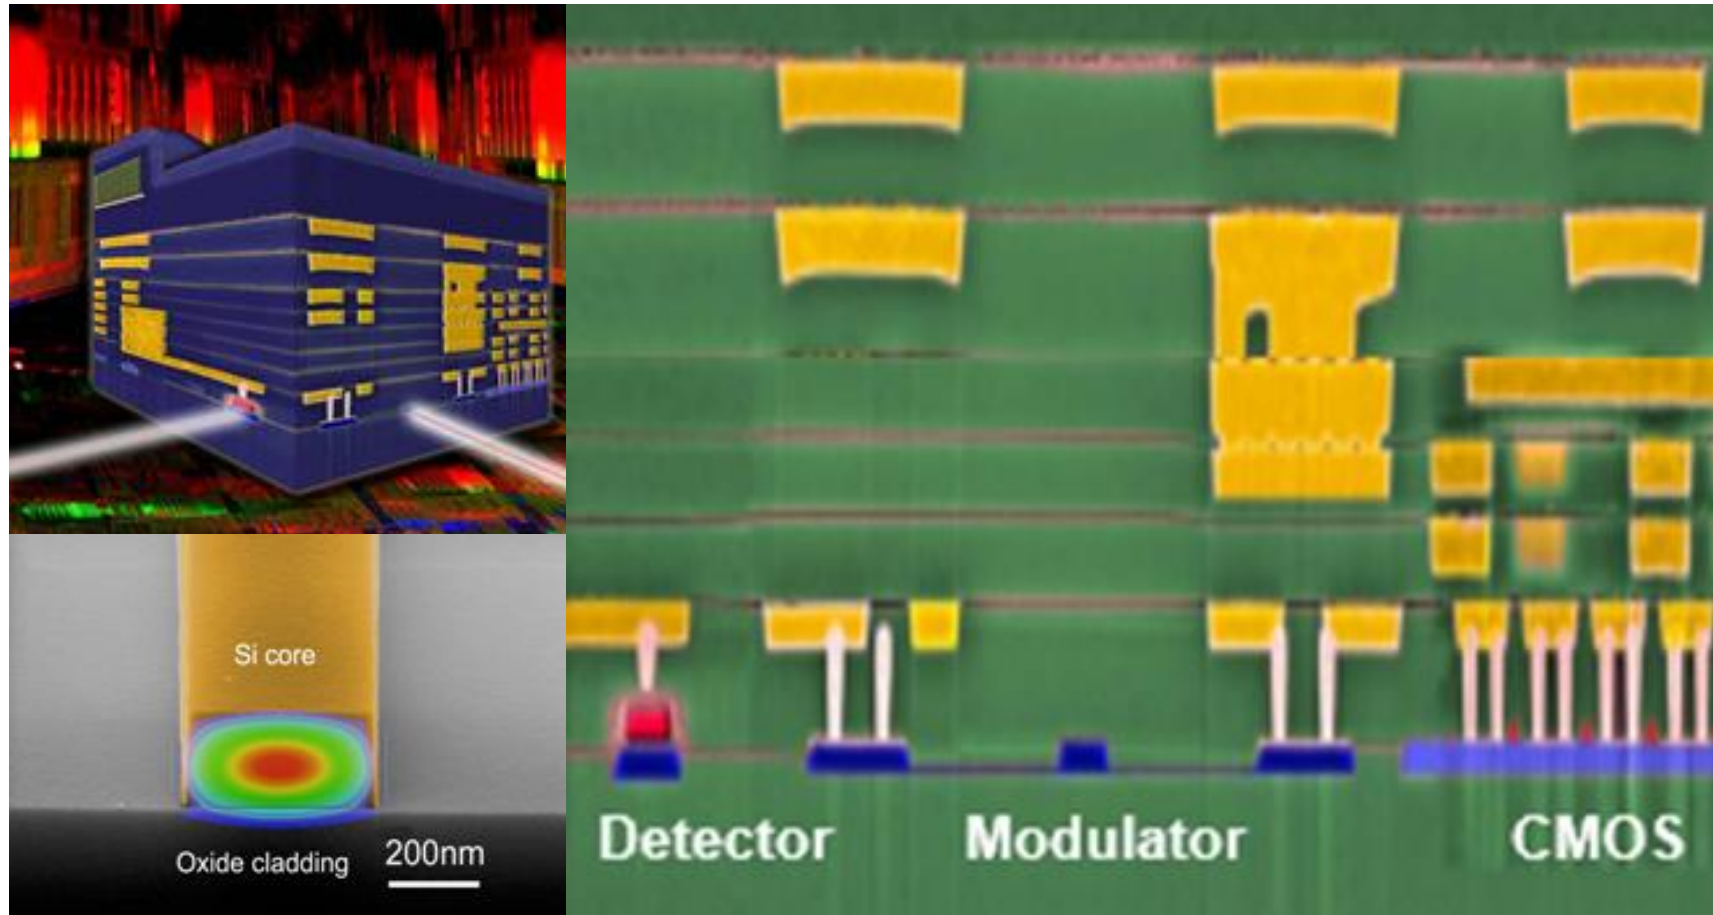 Si core
Oxide cladding
200nm
Detector
Modulator
CMOS